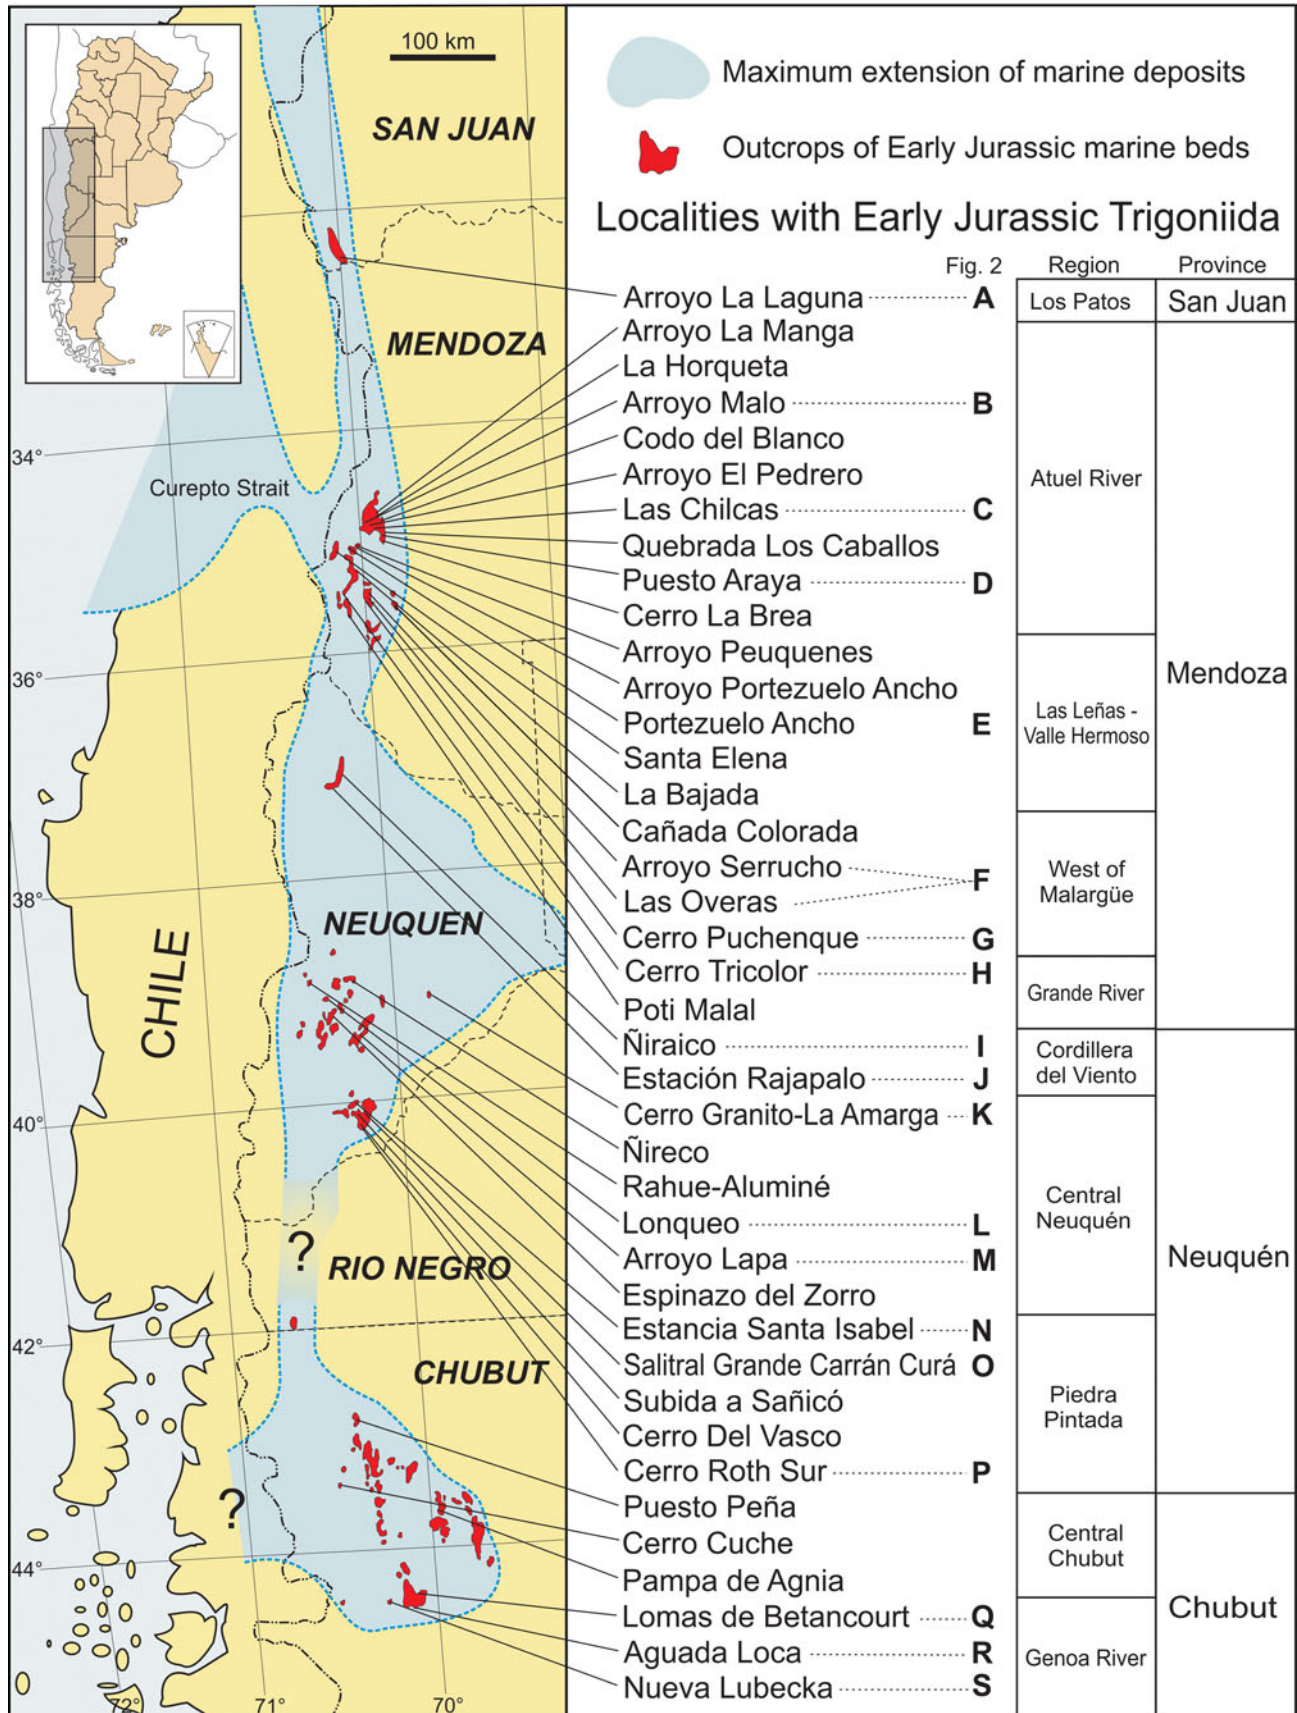 100 km
SAN JUAN
MENDOZA
34°
Curepto Strait
36°
38°
NEUQUEN
CHILE
40°
?
RIO NEGRO
42°
CHUBUT
?
44°
72°
71°
70°
Maximum extension of marine deposits
Outcrops of Early Jurassic marine beds
Localities with Early Jurassic Trigoniida
Fig. 2 Region Province
Arroyo La Laguna A Los Patos San Juan
Arroyo La Manga
La Horqueta
Arroyo Malo B
Codo del Blanco
Arroyo El Pedrero
Atuel River
Las Chilcas C
Quebrada Los Caballos
Puesto Araya D
Cerro La Brea
Arroyo Peuquenes
Mendoza
Arroyo Portezuelo Ancho
Portezuelo Ancho E
Las Leñas -
Valle Hermoso
Santa Elena
La Bajada
Cañada Colorada
Arroyo Serrucho
F
West of
Malargüe
Las Overas
Cerro Puchenque G
Cerro Tricolor H
Grande River
Poti Malal
Ñiraico I
Cordillera
del Viento
Estación Rajapalo J
Cerro Granito-La Amarga K
Ñireco
Rahue-Aluminé
Central
Neuquén
Lonqueo L
Arroyo Lapa M
Neuquén
Espinazo del Zorro
Estancia Santa Isabel N
Salitral Grande Carrán Curá O
Subida a Sañicó
Piedra
Pintada
Cerro Del Vasco
Cerro Roth Sur P
Puesto Peña
Cerro Cuche
Central
Chubut
Pampa de Agnia
Lomas de Betancourt Q
Chubut
Aguada Loca R
Genoa River
Nueva Lubecka S